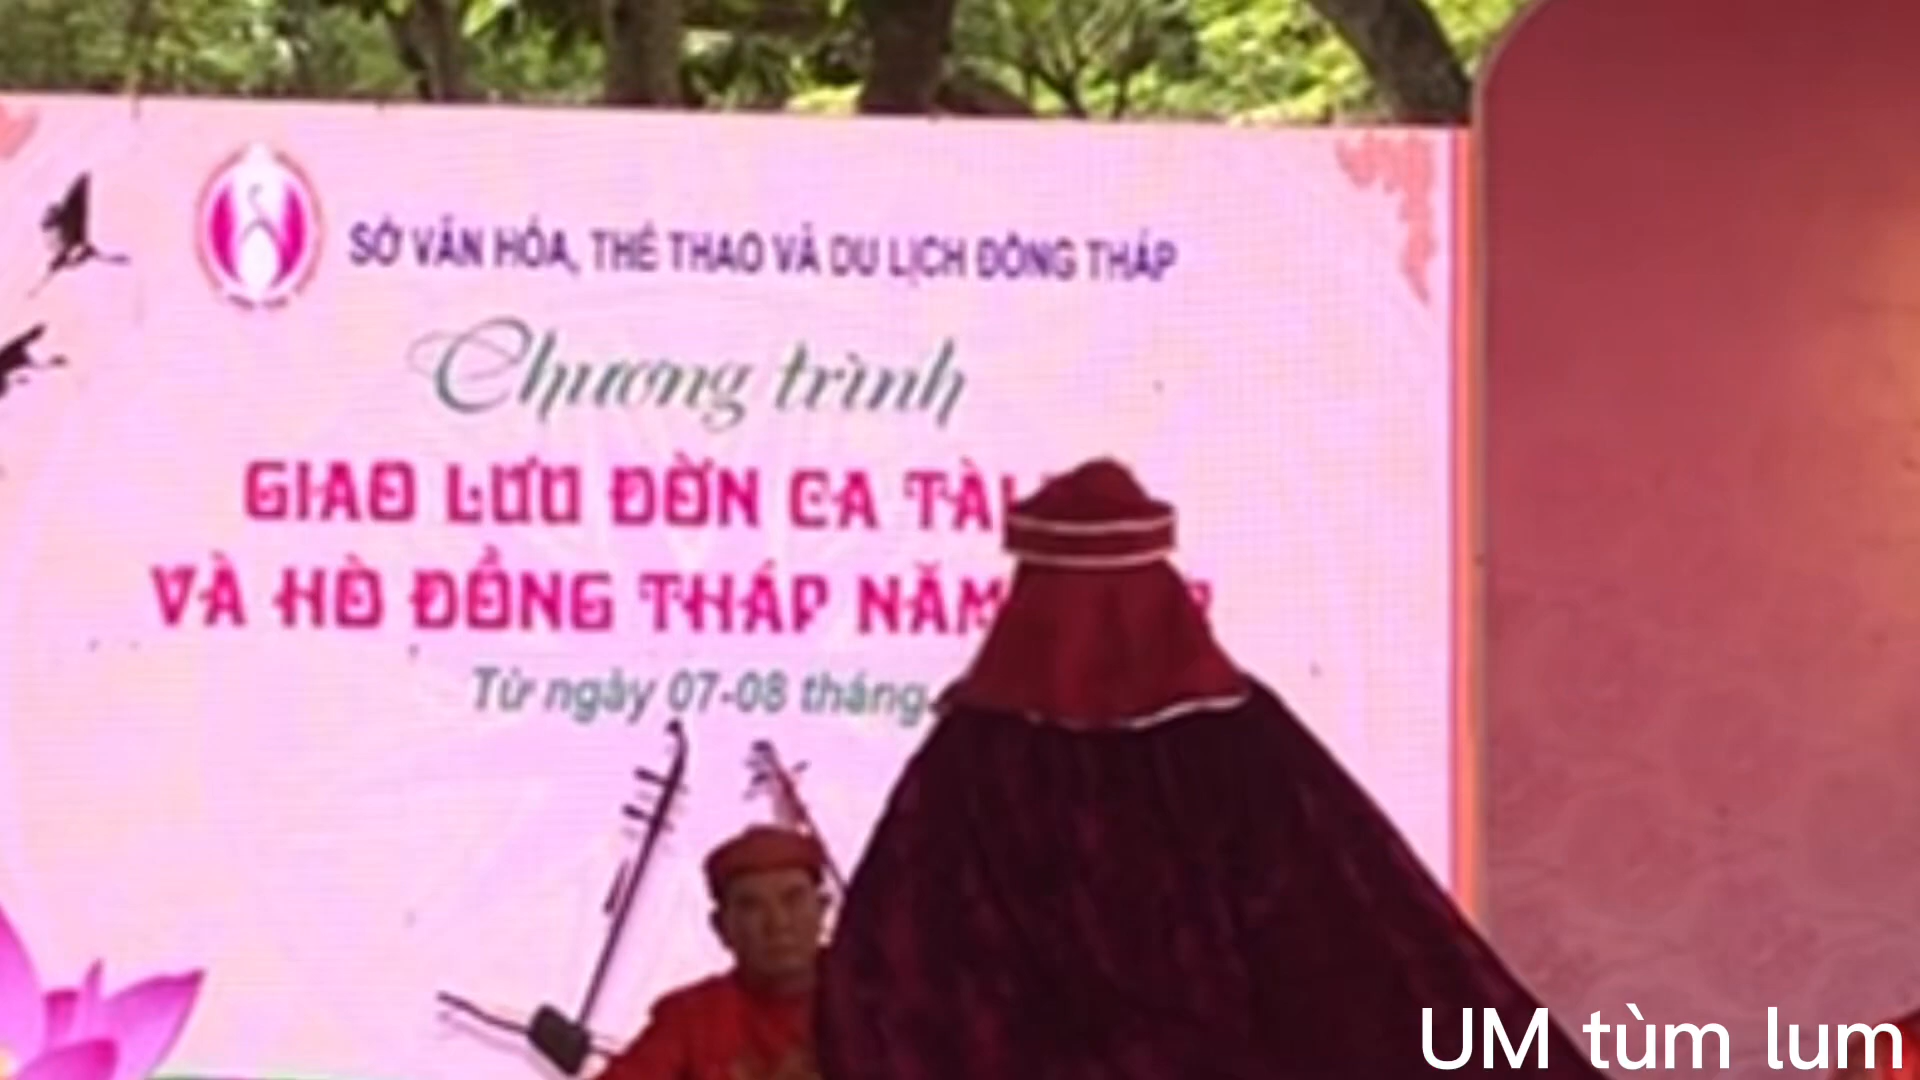 SỞ VĂN HÓA, THỂ THAO VÀ DU LỊCH ĐỒNG THÁP
Chương trình
GIAO LƯU ĐỜN CA TÀI
VÀ HÒ ĐỒNG THÁP NĂM
Từ ngày 07-08 tháng
UM tùm lum